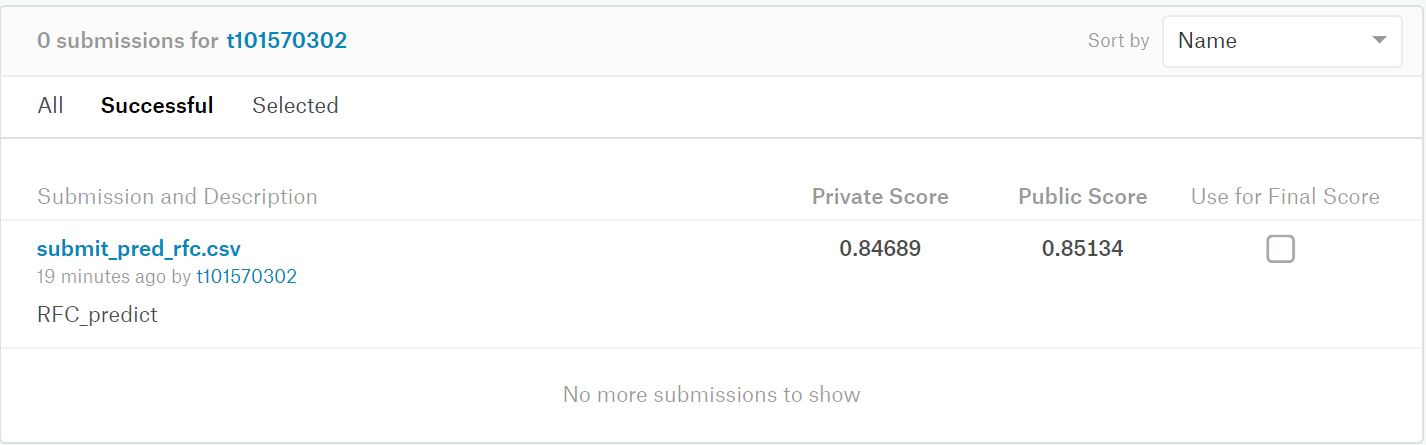 0 submissions for t101570302 Sort by Name
All Successful Selected
Submission and Description Private Score Public Score Use for Final Score
submit_pred_rfc.csv 0.84689 0.85134
19 minutes ago by t101570302
RFC_predict
No more submissions to show